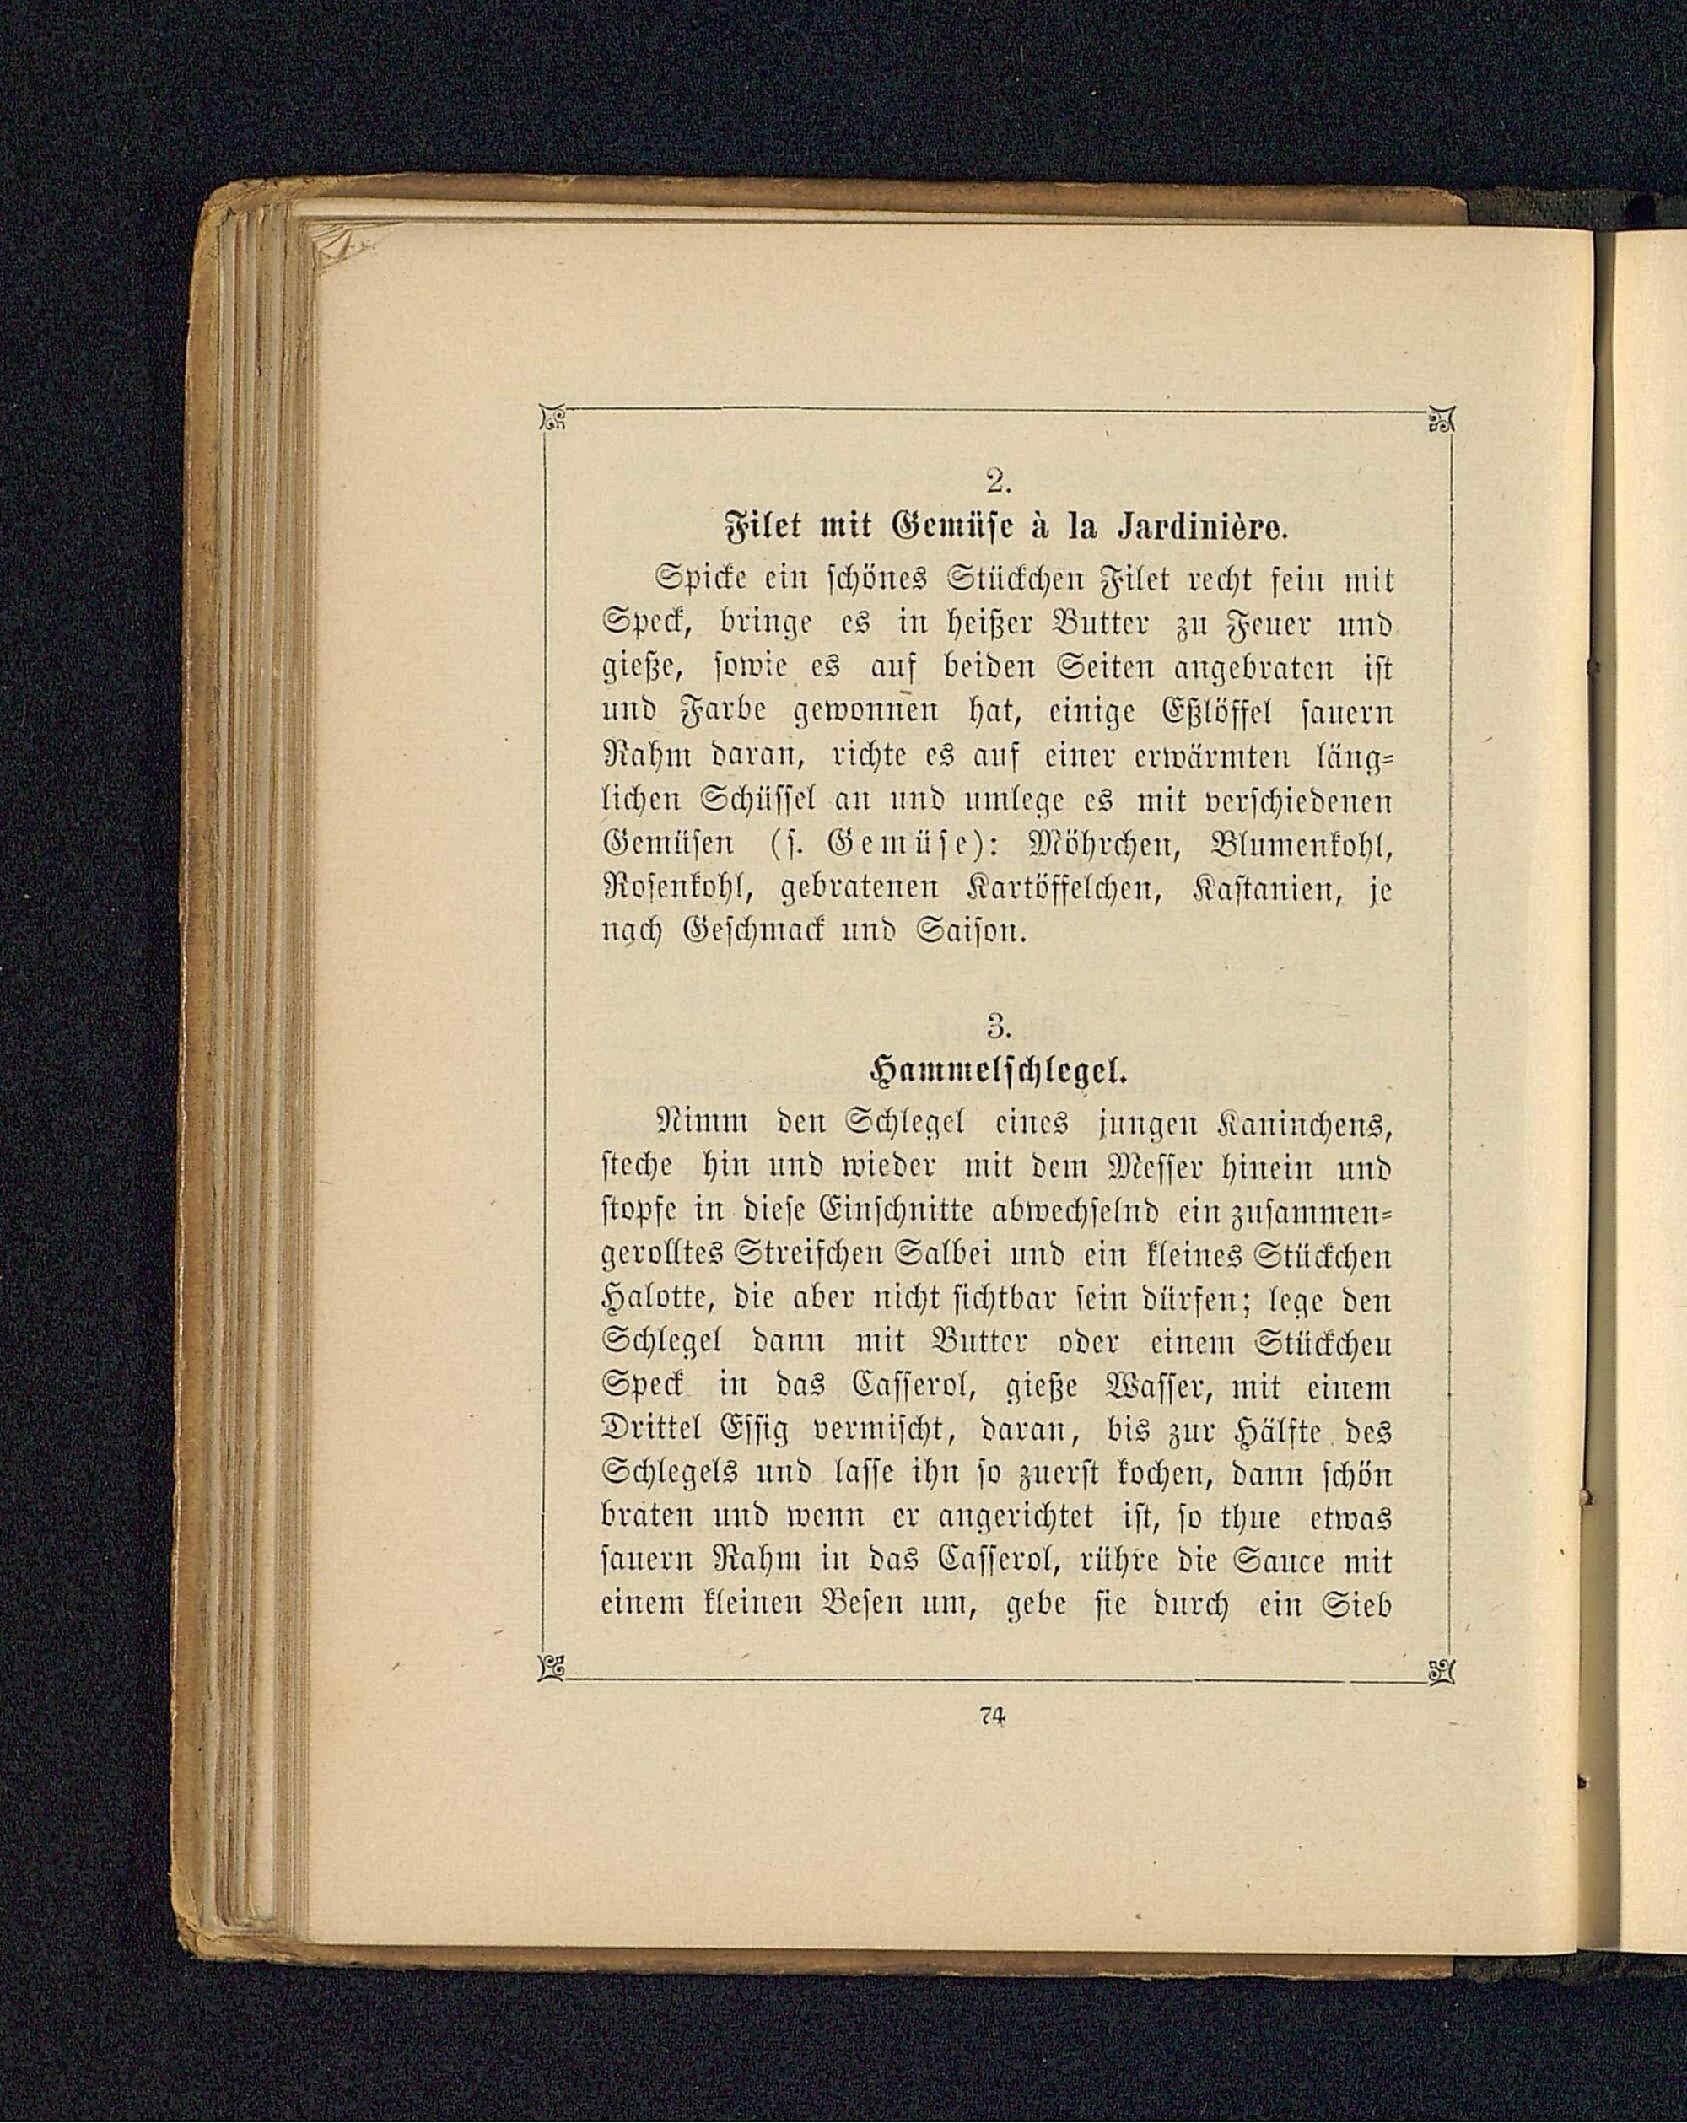 2.
Filet mit Gemüse à la Jardinière.
Spicke ein schönes Stückchen Filet recht fein mit
Speck, bringe es in heißer Butter zu Feuer und
gieße, sowie es auf beiden Seiten angebraten ist
und Farbe gewonnen hat, einige Eßlöffel sauern
Rahm daran, richte es auf einer erwärmten läng-
lichen Schüssel an und umlege es mit verschiedenen
Gemüsen (s. Gemüse): Möhrchen, Blumenkohl,
Rosenkohl, gebratenen Kartöffelchen, Kastanien, je
nach Geschmack und Saison.
3.
Hammelschlegel.
Nimm den Schlegel eines jungen Kaninchens,
steche hin und wieder mit dem Messer hinein und
stopfe in diese Einschnitte abwechselnd ein zusammen-
gerolltes Streifchen Salbei und ein kleines Stückchen
Halotte, die aber nicht sichtbar sein dürfen; lege den
Schlegel dann mit Butter oder einem Stückchen
Speck in das Casserol, gieße Wasser, mit einem
Drittel Essig vermischt, daran, bis zur Hälfte des
Schlegels und lasse ihn so zuerst kochen, dann schön
braten und wenn er angerichtet ist, so thue etwas
sauern Rahm in das Casserol, rühre die Sauce mit
einem kleinen Besen um, gebe sie durch ein Sieb
74